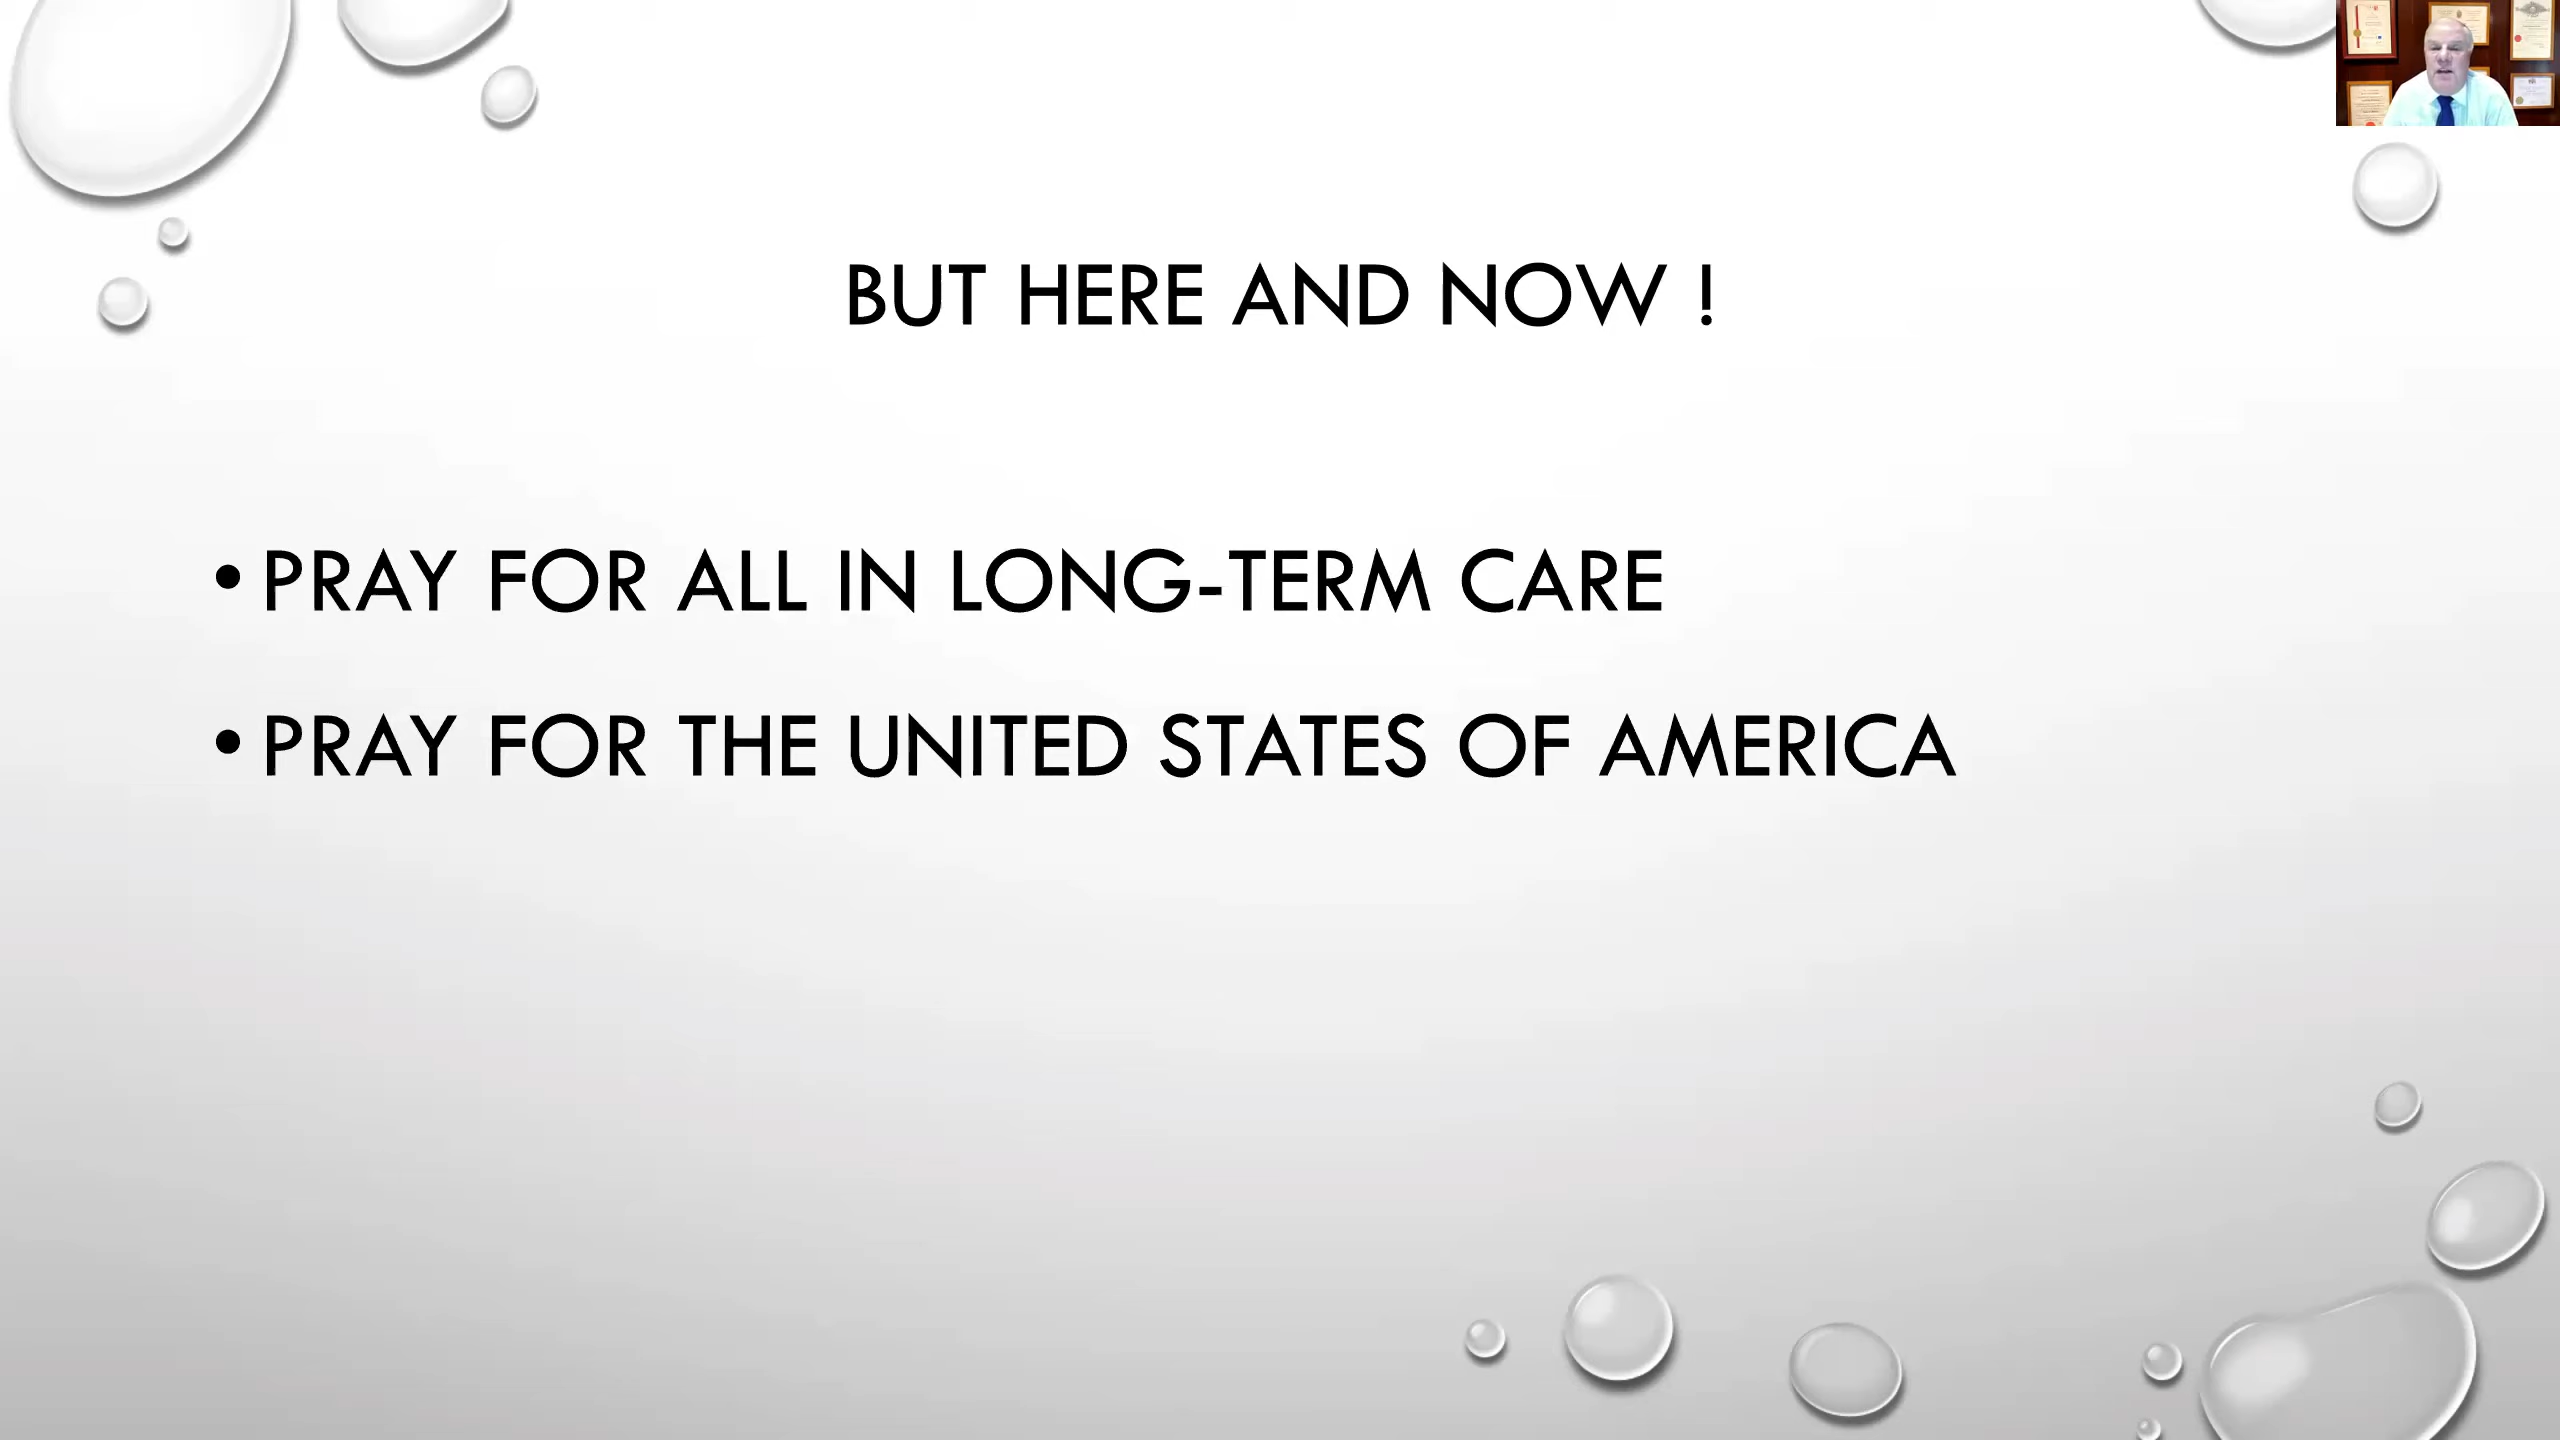 BUT HERE AND NOW !
• PRAY FOR ALL IN LONG-TERM CARE
• PRAY FOR THE UNITED STATES OF AMERICA